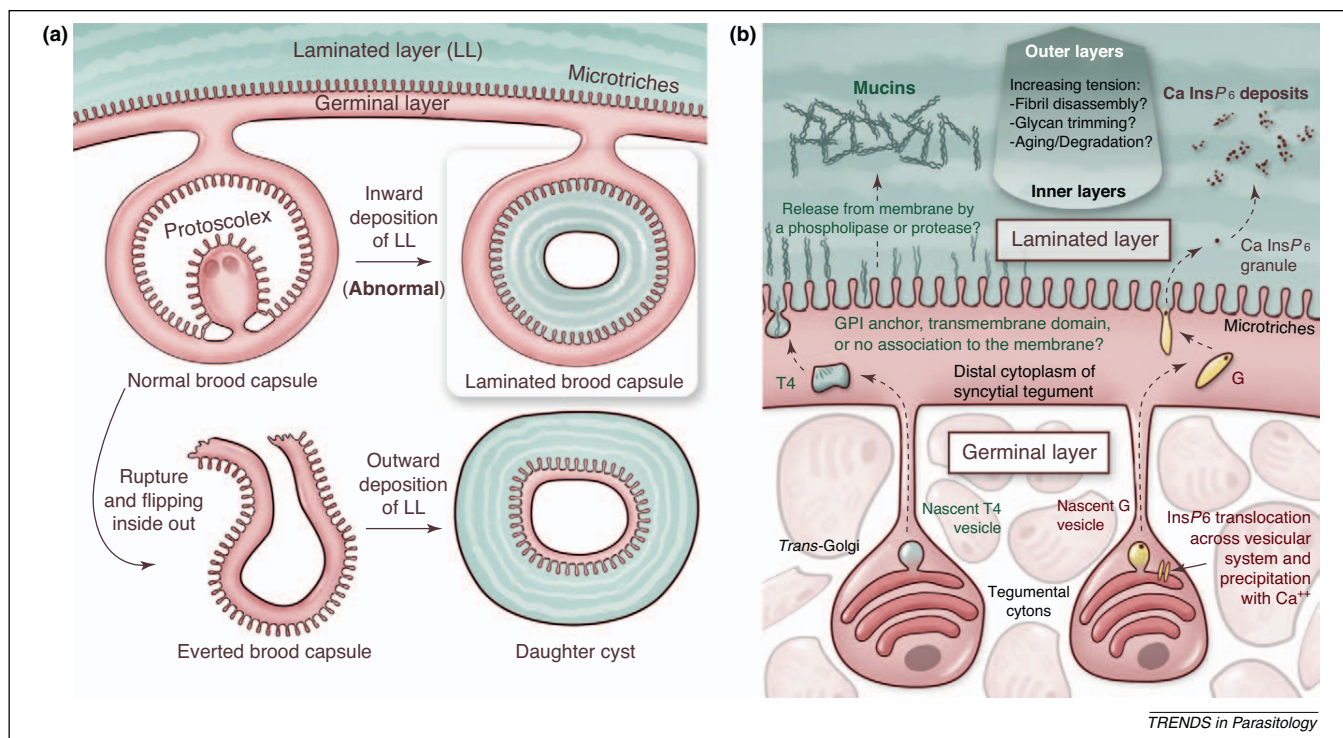 (a)
Laminated layer (LL)
Microtriches
Germinal layer
Protoscolex
Inward
deposition
of LL
(Abnormal)
Normal brood capsule
Laminated brood capsule
Rupture
and flipping
inside out
Outward
deposition
of LL
Everted brood capsule
Daughter cyst
(b)
Outer layers
Increasing tension:
-Fibril disassembly?
-Glycan trimming?
-Aging/Degradation?
Inner layers
Mucins
Ca InsP6 deposits
Release from membrane by
a phospholipase or protease?
Laminated layer
Ca InsP6
granule
Microtriches
GPI anchor, transmembrane domain,
or no association to the membrane?
T4
Distal cytoplasm of
syncytial tegument
G
Germinal layer
Nascent T4
vesicle
Nascent G
vesicle
InsP6 translocation
across vesicular
system and
precipitation
with Ca++
Trans-Golgi
Tegumental
cytons
TRENDS in Parasitology